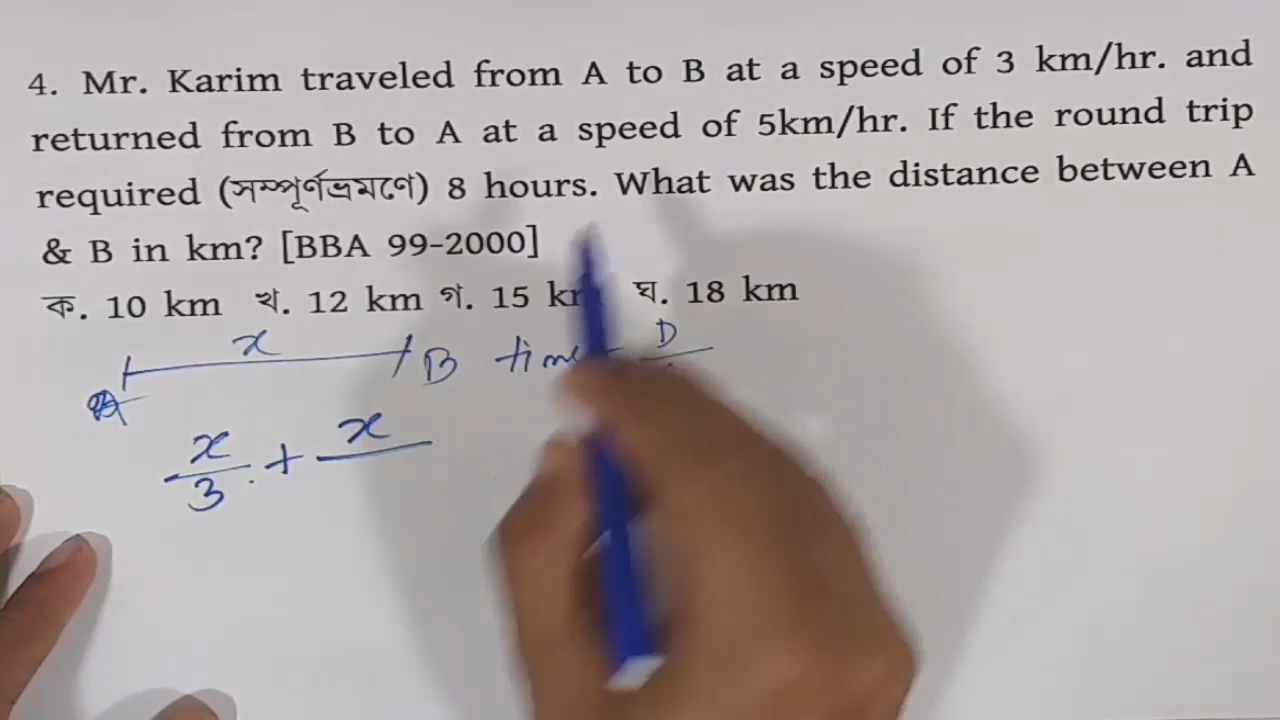 4. Mr. Karim traveled from A to B at a speed of 3 km/hr. and
returned from B to A at a speed of 5km/hr. If the round trip
required (সম্পূর্ণভ্রমণে) 8 hours. What was the distance between A
& B in km? [BBA 99-2000]
ক. 10 km খ. 12 km গ. 15 ঘ. 18 km
x
A B time D
x/3 + x